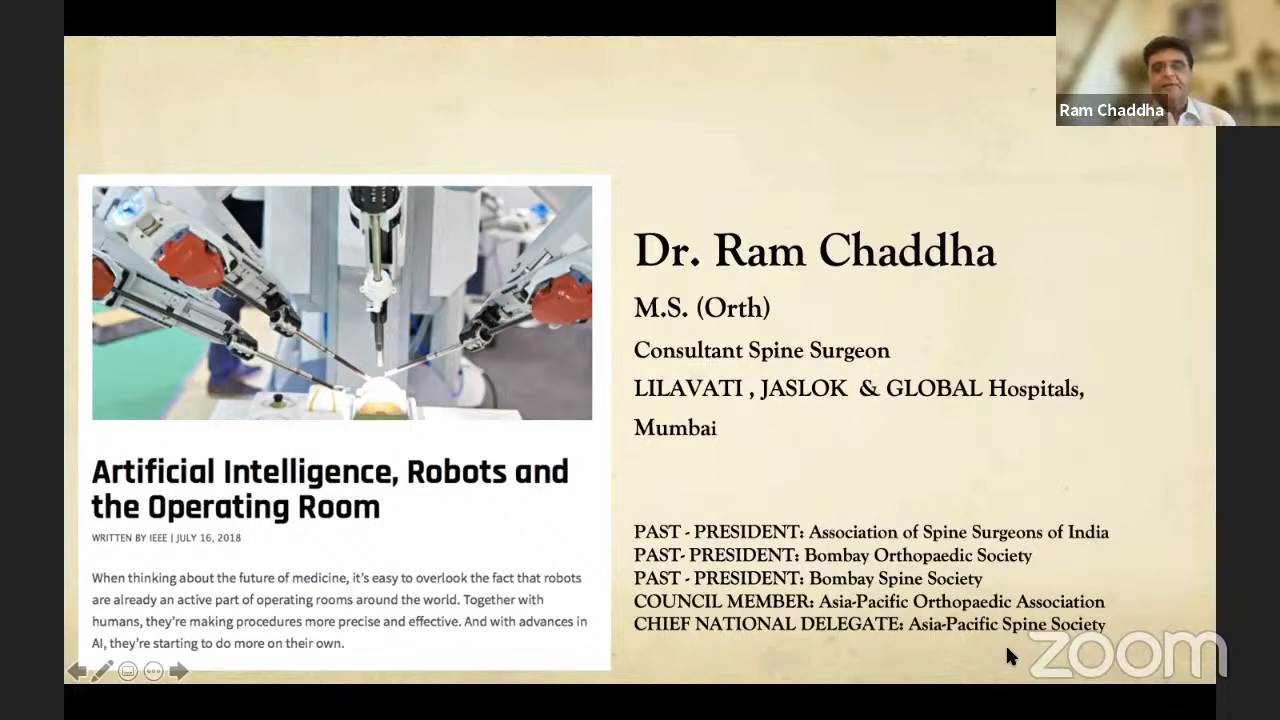 Ram Chaddha
Dr. Ram Chaddha
M.S. (Orth)
Consultant Spine Surgeon
LILAVATI , JASLOK & GLOBAL Hospitals,
Mumbai
Artificial Intelligence, Robots and
the Operating Room
WRITTEN BY IEEE | JULY 16, 2018
When thinking about the future of medicine, it's easy to overlook the fact that robots
are already an active part of operating rooms around the world. Together with
humans, they're making procedures more precise and effective. And with advances in
AI, they're starting to do more on their own.
PAST - PRESIDENT: Association of Spine Surgeons of India
PAST- PRESIDENT: Bombay Orthopaedic Society
PAST - PRESIDENT: Bombay Spine Society
COUNCIL MEMBER: Asia-Pacific Orthopaedic Association
CHIEF NATIONAL DELEGATE: Asia-Pacific Spine Society
zoom